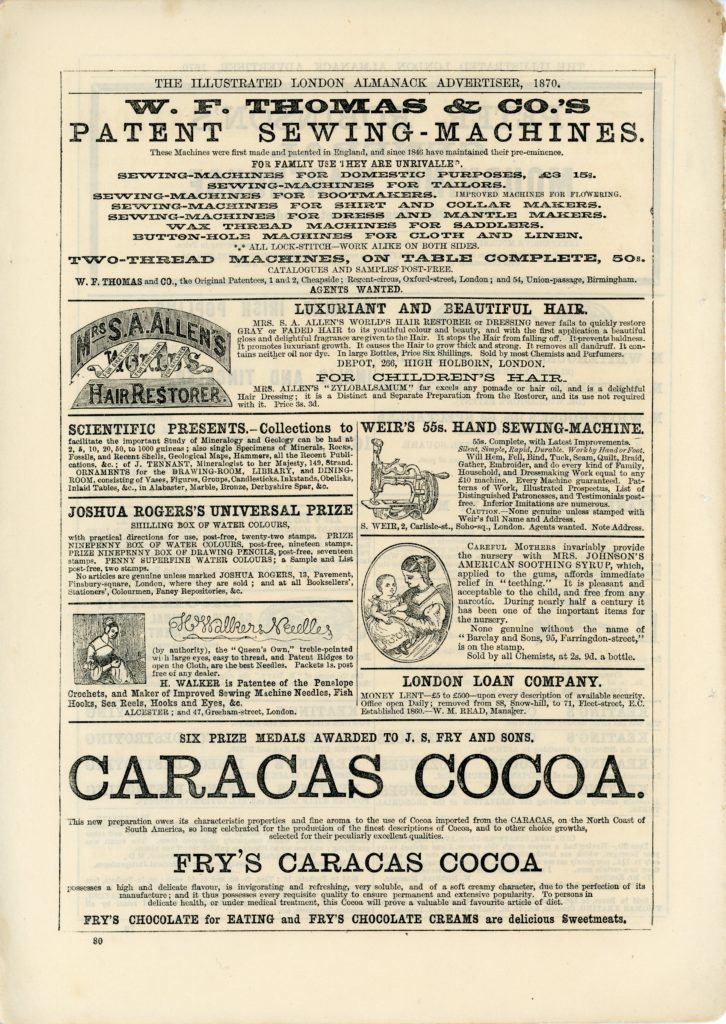 THE ILLUSTRATED LONDON ALMANACK ADVERTISER, 1870.
W. F. THOMAS & CO.'S
PATENT SEWING-MACHINES.
These Machines were first made and patented in England, and since 1846 have maintained their pre-eminence.
FOR FAMILY USE THEY ARE UNRIVALLED.
SEWING-MACHINES FOR DOMESTIC PURPOSES, £3 15s.
SEWING-MACHINES FOR TAILORS.
SEWING-MACHINES FOR BOOTMAKERS. IMPROVED MACHINES FOR FLOWERING.
SEWING-MACHINES FOR SHIRT AND COLLAR MAKERS.
SEWING-MACHINES FOR DRESS AND MANTLE MAKERS.
WAX THREAD MACHINES FOR SADDLERS.
BUTTON-HOLE MACHINES FOR CLOTH AND LINEN.
*** ALL LOCK-STITCH—WORK ALIKE ON BOTH SIDES.
TWO-THREAD MACHINES, ON TABLE COMPLETE, 50s.
CATALOGUES AND SAMPLES POST-FREE.
W. F. THOMAS and CO., the Original Patentees, 1 and 2, Cheapside; Regent-circus, Oxford-street, London; and 54, Union-passage, Birmingham.
AGENTS WANTED.
MRS S. A. ALLEN'S
World's
HAIR RESTORER.
LUXURIANT AND BEAUTIFUL HAIR.
MRS. S. A. ALLEN'S WORLD'S HAIR RESTORER or DRESSING never fails to quickly restore
GRAY or FADED HAIR to its youthful colour and beauty, and with the first application a beautiful
gloss and delightful fragrance are given to the Hair. It stops the Hair from falling off. It prevents baldness.
It promotes luxuriant growth. It causes the Hair to grow thick and strong. It removes all dandruff. It con-
tains neither oil nor dye. In large Bottles, Price Six Shillings. Sold by most Chemists and Perfumers.
DEPOT, 266, HIGH HOLBORN, LONDON.
FOR CHILDREN'S HAIR.
MRS. ALLEN'S "ZYLOBALSAMUM" far excels any pomade or hair oil, and is a delightful
Hair Dressing; it is a Distinct and Separate Preparation from the Restorer, and its use not required
with it. Price 3s. 3d.
SCIENTIFIC PRESENTS.—Collections to
facilitate the important Study of Mineralogy and Geology can be had at
2, 5, 10, 20, 50, to 1000 guineas; also single Specimens of Minerals, Rocks,
Fossils, and Recent Shells, Geological Maps, Hammers, all the Recent Publi-
cations, &c.; of J. TENNANT, Mineralogist to her Majesty, 149, Strand.
ORNAMENTS for the DRAWING-ROOM, LIBRARY, and DINING-
ROOM, consisting of Vases, Figures, Groups, Candlesticks, Inkstands, Obelisks,
Inlaid Tables, &c., in Alabaster, Marble, Bronze, Derbyshire Spar, &c.
JOSHUA ROGERS'S UNIVERSAL PRIZE
SHILLING BOX OF WATER COLOURS,
with practical directions for use, post-free, twenty-two stamps. PRIZE
NINEPENNY BOX OF WATER COLOURS, post-free, nineteen stamps.
PRIZE NINEPENNY BOX OF DRAWING PENCILS, post-free, seventeen
stamps. PENNY SUPERFINE WATER COLOURS; a Sample and List
post-free, two stamps.
No articles are genuine unless marked JOSHUA ROGERS, 13, Pavement,
Finsbury-square, London, where they are sold; and at all Booksellers',
Stationers', Colourmen, Fancy Repositories, &c.
H Walkers Needles
(by authority), the "Queen's Own," treble-pointed
with large eyes, easy to thread, and Patent Ridges to
open the Cloth, are the best Needles. Packets 1s. post
free of any dealer.
H. WALKER is Patentee of the Penelope
Crochets, and Maker of Improved Sewing Machine Needles, Fish
Hooks, Sea Reels, Hooks and Eyes, &c.
ALCESTER; and 47, Gresham-street, London.
WEIR'S 55s. HAND SEWING-MACHINE.
55s. Complete, with Latest Improvements.
Silent, Simple, Rapid, Durable. Work by Hand or Foot.
Will Hem, Fell, Bind, Tuck, Seam, Quilt, Braid,
Gather, Embroider, and do every kind of Family,
Household, and Dressmaking Work equal to any
£10 machine. Every Machine guaranteed. Pat-
terns of Work, Illustrated Prospectus, List of
Distinguished Patronesses, and Testimonials post-
free. Inferior Imitations are numerous.
CAUTION.—None genuine unless stamped with
Weir's full Name and Address.
S. WEIR, 2, Carlisle-st., Soho-sq., London. Agents wanted. Note Address.
CAREFUL MOTHERS invariably provide
the nursery with MRS. JOHNSON'S
AMERICAN SOOTHING SYRUP, which,
applied to the gums, affords immediate
relief in "teething." It is pleasant and
acceptable to the child, and free from any
narcotic. During nearly half a century it
has been one of the important items for
the nursery.
None genuine without the name of
"Barclay and Sons, 95, Farringdon-street,"
is on the stamp.
Sold by all Chemists, at 2s. 9d. a bottle.
LONDON LOAN COMPANY.
MONEY LENT—£5 to £500—upon every description of available security.
Office open Daily; removed from 88, Snow-hill, to 71, Fleet-street, E.C.
Established 1860.—W. M. READ, Manager.
SIX PRIZE MEDALS AWARDED TO J. S. FRY AND SONS.
CARACAS COCOA.
This new preparation owes its characteristic properties and fine aroma to the use of Cocoa imported from the CARACAS, on the North Coast of
South America, so long celebrated for the production of the finest descriptions of Cocoa, and to other choice growths,
selected for their peculiarly excellent qualities.
FRY'S CARACAS COCOA
possesses a high and delicate flavour, is invigorating and refreshing, very soluble, and of a soft creamy character, due to the perfection of its
manufacture; and it thus possesses every requisite quality to ensure permanent and extensive popularity. To persons in
delicate health, or under medical treatment, this Cocoa will prove a valuable and favourite article of diet.
FRY'S CHOCOLATE for EATING and FRY'S CHOCOLATE CREAMS are delicious Sweetmeats.
80